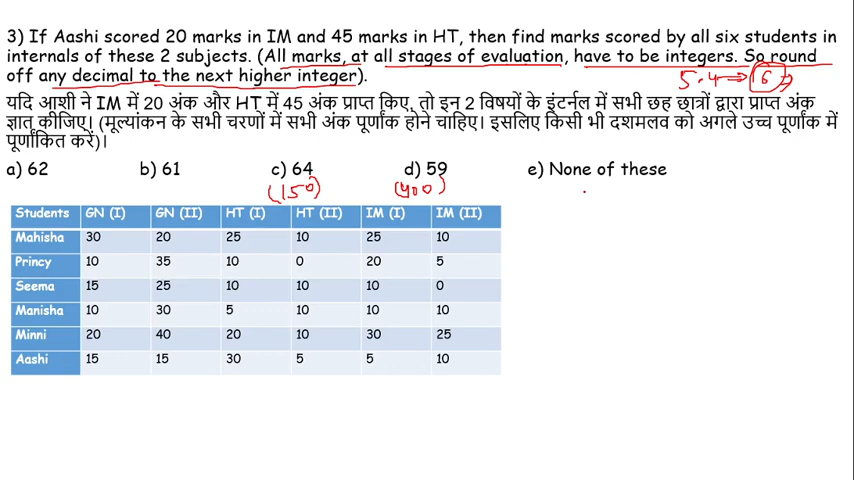 3) If Aashi scored 20 marks in IM and 45 marks in HT, then find marks scored by all six students in
internals of these 2 subjects. (All marks, at all stages of evaluation, have to be integers. So round
off any decimal to the next higher integer).
5.4 → 6
यदि आशी ने IM में 20 अंक और HT में 45 अंक प्राप्त किए, तो इन 2 विषयों के इंटर्नल में सभी छह छात्रों द्वारा प्राप्त अंक
ज्ञात कीजिए। (मूल्यांकन के सभी चरणों में सभी अंक पूर्णांक होने चाहिए। इसलिए किसी भी दशमलव को अगले उच्च पूर्णांक में
पूर्णांकित करें)।
a) 62 b) 61 c) 64 d) 59 e) None of these
(150) (400)
Students GN (I) GN (II) HT (I) HT (II) IM (I) IM (II)
Mahisha 30 20 25 10 25 10
Princy 10 35 10 0 20 5
Seema 15 25 10 10 10 0
Manisha 10 30 5 10 10 10
Minni 20 40 20 10 30 25
Aashi 15 15 30 5 5 10